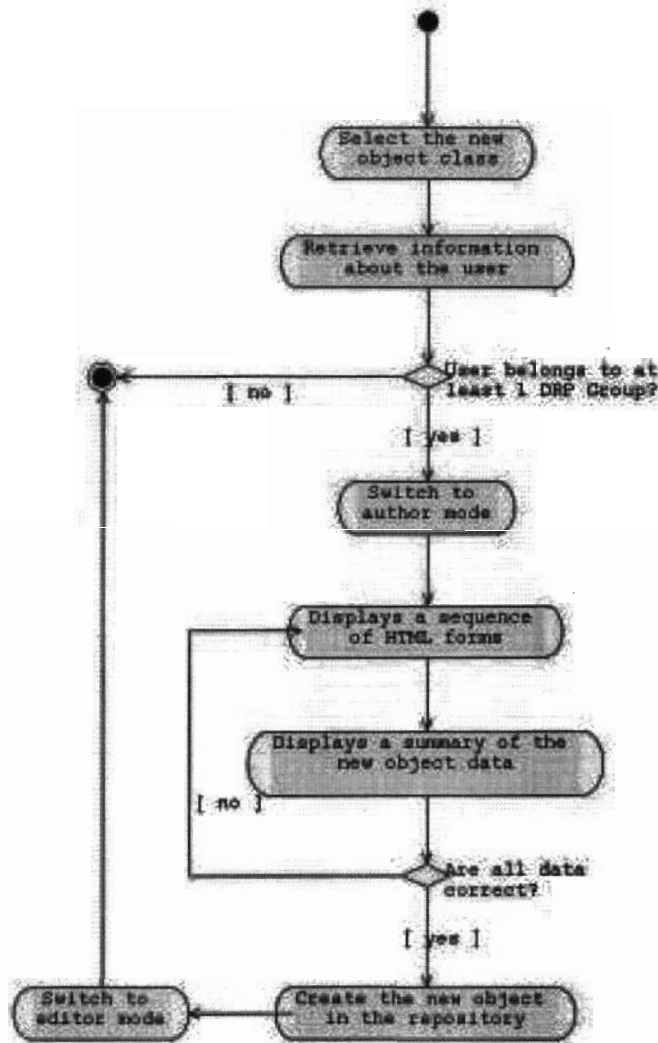 Select the new
object class
Retrieve information
about the user
User belongs to at
least 1 DRP Group?
[ no ]
[ yes ]
Switch to
author mode
Displays a sequence
of HTML forms
Displays a summary of the
new object data
[ no ]
Are all data
correct?
[ yes ]
Switch to
editor mode
Create the new object
in the repository